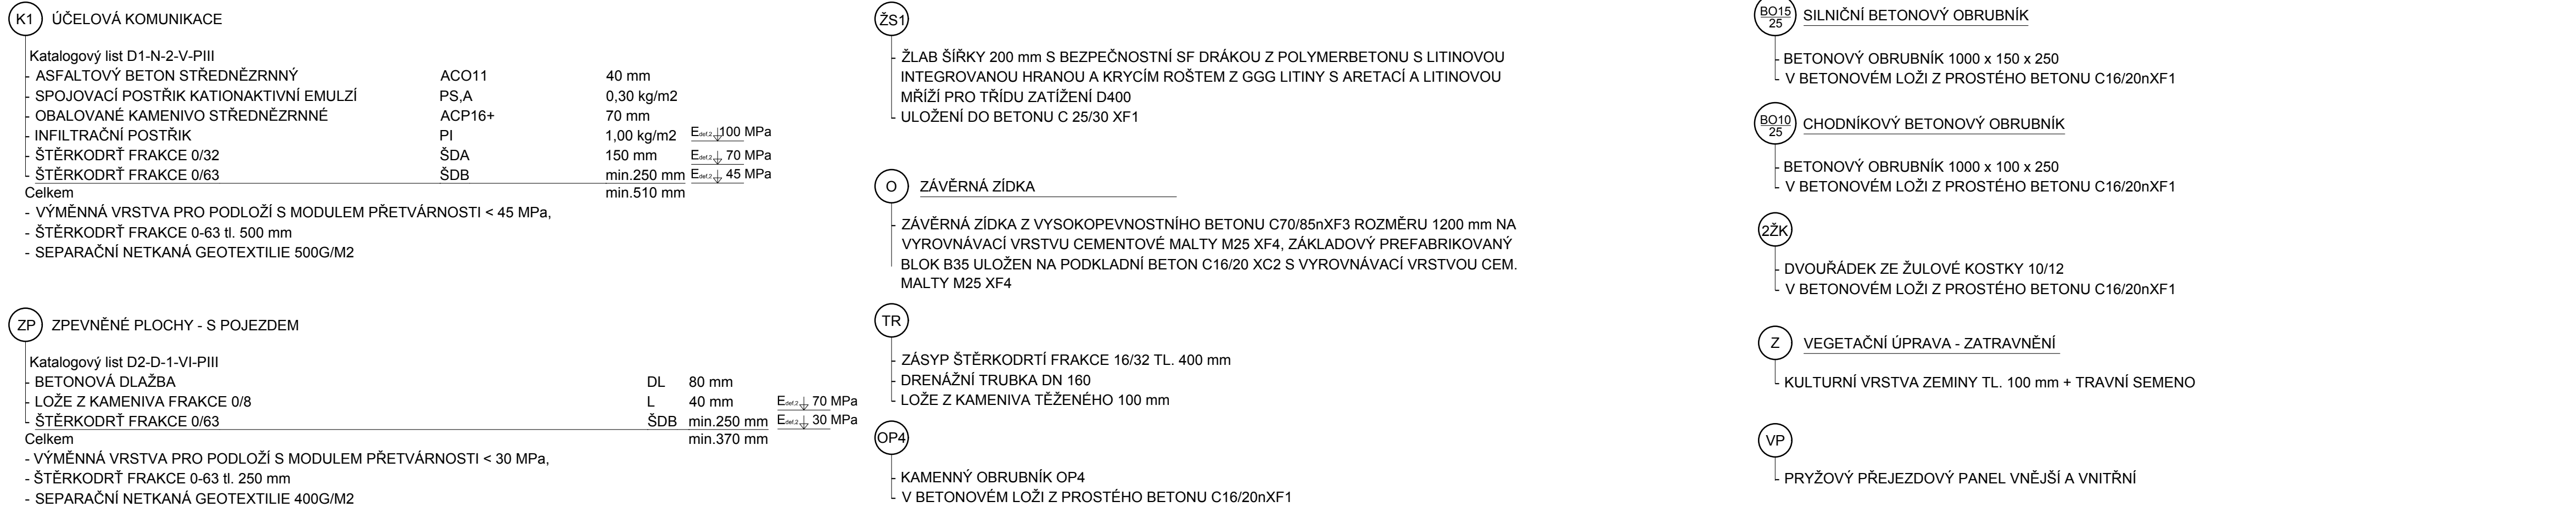 K1 ÚČELOVÁ KOMUNIKACE
Katalogový list D1-N-2-V-PIII
- ASFALTOVÝ BETON STŘEDNĚZRNNÝ ACO11 40 mm
- SPOJOVACÍ POSTŘIK KATIONAKTIVNÍ EMULZÍ PS,A 0,30 kg/m2
- OBALOVANÉ KAMENIVO STŘEDNĚZRNNÉ ACP16+ 70 mm
- INFILTRAČNÍ POSTŘIK PI 1,00 kg/m2 Edef,2 100 MPa
- ŠTĚRKODRŤ FRAKCE 0/32 ŠDA 150 mm Edef,2 70 MPa
- ŠTĚRKODRŤ FRAKCE 0/63 ŠDB min.250 mm Edef,2 45 MPa
Celkem min.510 mm
- VÝMĚNNÁ VRSTVA PRO PODLOŽÍ S MODULEM PŘETVÁRNOSTI < 45 MPa,
- ŠTĚRKODRŤ FRAKCE 0-63 tl. 500 mm
- SEPARAČNÍ NETKANÁ GEOTEXTILIE 500G/M2
ZP ZPEVNĚNÉ PLOCHY - S POJEZDEM
Katalogový list D2-D-1-VI-PIII
- BETONOVÁ DLAŽBA DL 80 mm
- LOŽE Z KAMENIVA FRAKCE 0/8 L 40 mm Edef,2 70 MPa
- ŠTĚRKODRŤ FRAKCE 0/63 ŠDB min.250 mm Edef,2 30 MPa
Celkem min.370 mm
- VÝMĚNNÁ VRSTVA PRO PODLOŽÍ S MODULEM PŘETVÁRNOSTI < 30 MPa,
- ŠTĚRKODRŤ FRAKCE 0-63 tl. 250 mm
- SEPARAČNÍ NETKANÁ GEOTEXTILIE 400G/M2
ŽS1
- ŽLAB ŠÍŘKY 200 mm S BEZPEČNOSTNÍ SF DRÁKOU Z POLYMERBETONU S LITINOVOU
INTEGROVANOU HRANOU A KRYCÍM ROŠTEM Z GGG LITINY S ARETACÍ A LITINOVOU
MŘÍŽÍ PRO TŘÍDU ZATÍŽENÍ D400
- ULOŽENÍ DO BETONU C 25/30 XF1
O ZÁVĚRNÁ ZÍDKA
- ZÁVĚRNÁ ZÍDKA Z VYSOKOPEVNOSTNÍHO BETONU C70/85nXF3 ROZMĚRU 1200 mm NA
VYROVNÁVACÍ VRSTVU CEMENTOVÉ MALTY M25 XF4, ZÁKLADOVÝ PREFABRIKOVANÝ
BLOK B35 ULOŽEN NA PODKLADNÍ BETON C16/20 XC2 S VYROVNÁVACÍ VRSTVOU CEM.
MALTY M25 XF4
TR
- ZÁSYP ŠTĚRKODRTÍ FRAKCE 16/32 TL. 400 mm
- DRENÁŽNÍ TRUBKA DN 160
- LOŽE Z KAMENIVA TĚŽENÉHO 100 mm
OP4
- KAMENNÝ OBRUBNÍK OP4
- V BETONOVÉM LOŽI Z PROSTÉHO BETONU C16/20nXF1
BO15
25 SILNIČNÍ BETONOVÝ OBRUBNÍK
- BETONOVÝ OBRUBNÍK 1000 x 150 x 250
- V BETONOVÉM LOŽI Z PROSTÉHO BETONU C16/20nXF1
BO10
25 CHODNÍKOVÝ BETONOVÝ OBRUBNÍK
- BETONOVÝ OBRUBNÍK 1000 x 100 x 250
- V BETONOVÉM LOŽI Z PROSTÉHO BETONU C16/20nXF1
2ŽK
- DVOUŘÁDEK ZE ŽULOVÉ KOSTKY 10/12
- V BETONOVÉM LOŽI Z PROSTÉHO BETONU C16/20nXF1
Z VEGETAČNÍ ÚPRAVA - ZATRAVNĚNÍ
- KULTURNÍ VRSTVA ZEMINY TL. 100 mm + TRAVNÍ SEMENO
VP
- PRYŽOVÝ PŘEJEZDOVÝ PANEL VNĚJŠÍ A VNITŘNÍ